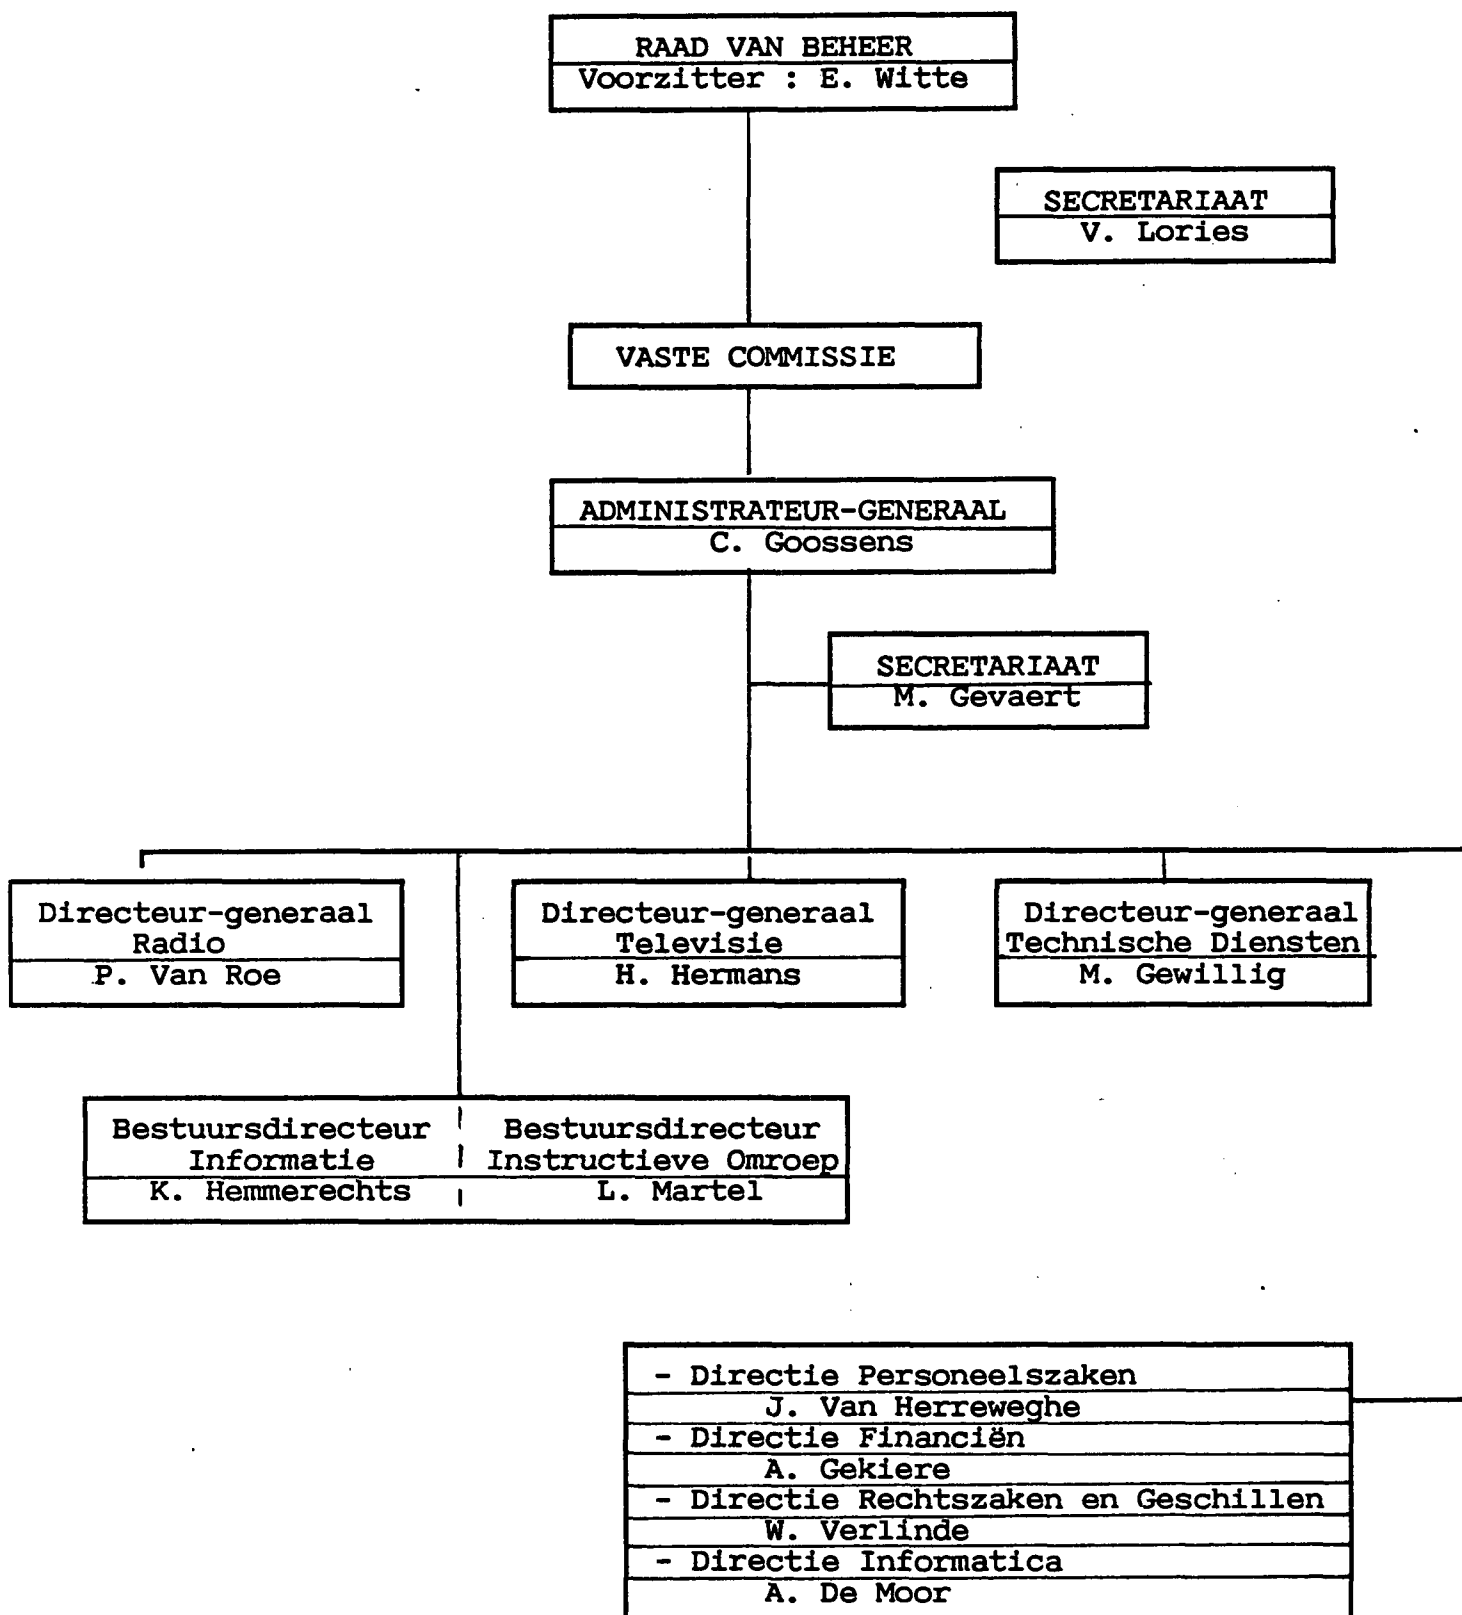 RAAD VAN BEHEER
Voorzitter : E. Witte
SECRETARIAAT
V. Lories
VASTE COMMISSIE
ADMINISTRATEUR-GENERAAL
C. Goossens
SECRETARIAAT
M. Gevaert
Directeur-generaal
Radio
P. Van Roe
Directeur-generaal
Televisie
H. Hermans
Directeur-generaal
Technische Diensten
M. Gewillig
Bestuursdirecteur
Informatie
K. Hemmerechts
Bestuursdirecteur
Instructieve Omroep
L. Martel
- Directie Personeelszaken
J. Van Herreweghe
- Directie Financiën
A. Gekiere
- Directie Rechtszaken en Geschillen
W. Verlinde
- Directie Informatica
A. De Moor